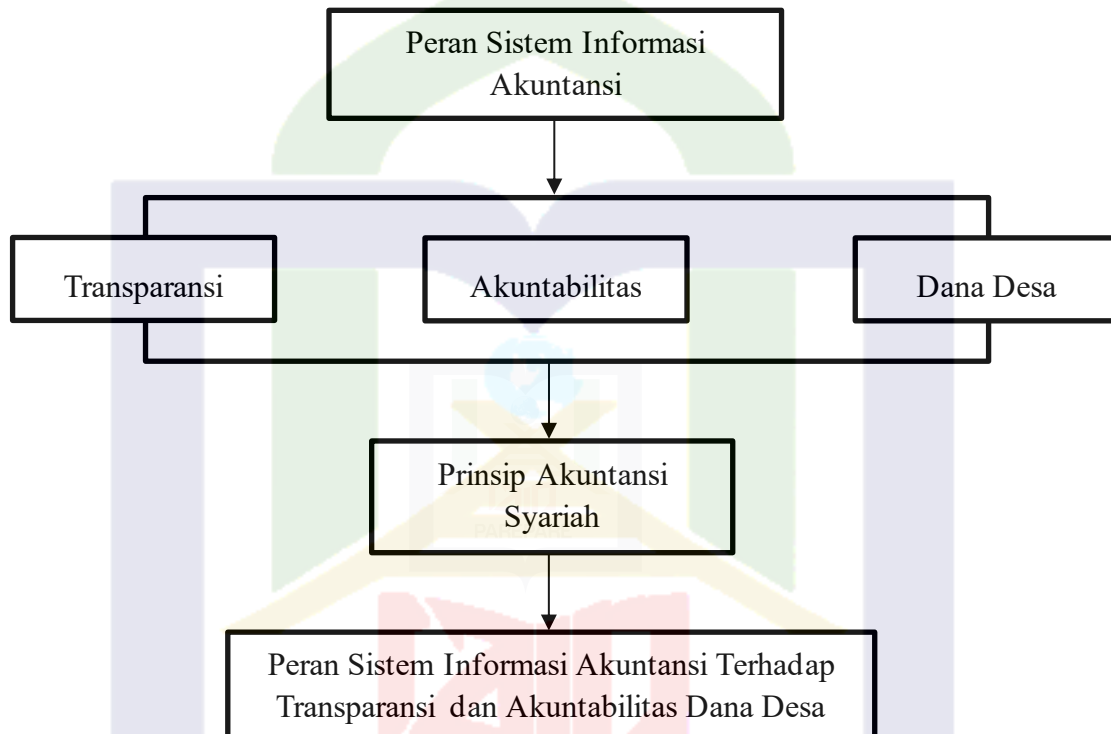 Peran Sistem Informasi
Akuntansi
Transparansi
Akuntabilitas
Dana Desa
Prinsip Akuntansi
Syariah
PAREPARE
Peran Sistem Informasi Akuntansi Terhadap
Transparansi dan Akuntabilitas Dana Desa